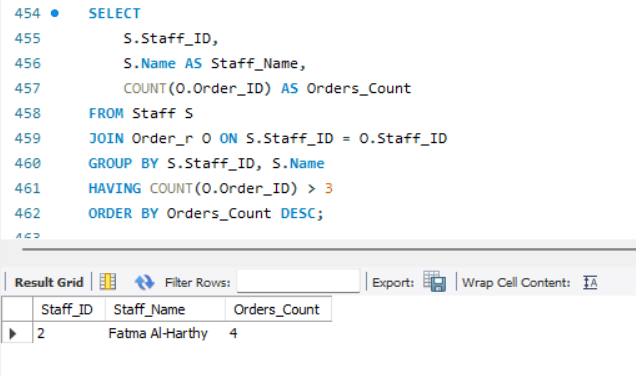 454 SELECT
455 S.Staff_ID,
456 S.Name AS Staff_Name,
457 COUNT(O.Order_ID) AS Orders_Count
458 FROM Staff S
459 JOIN Order_r O ON S.Staff_ID = O.Staff_ID
460 GROUP BY S.Staff_ID, S.Name
461 HAVING COUNT(O.Order_ID) > 3
462 ORDER BY Orders_Count DESC;
463
Result Grid Filter Rows: Export: Wrap Cell Content:
Staff_ID Staff_Name Orders_Count
2 Fatma Al-Harthy 4